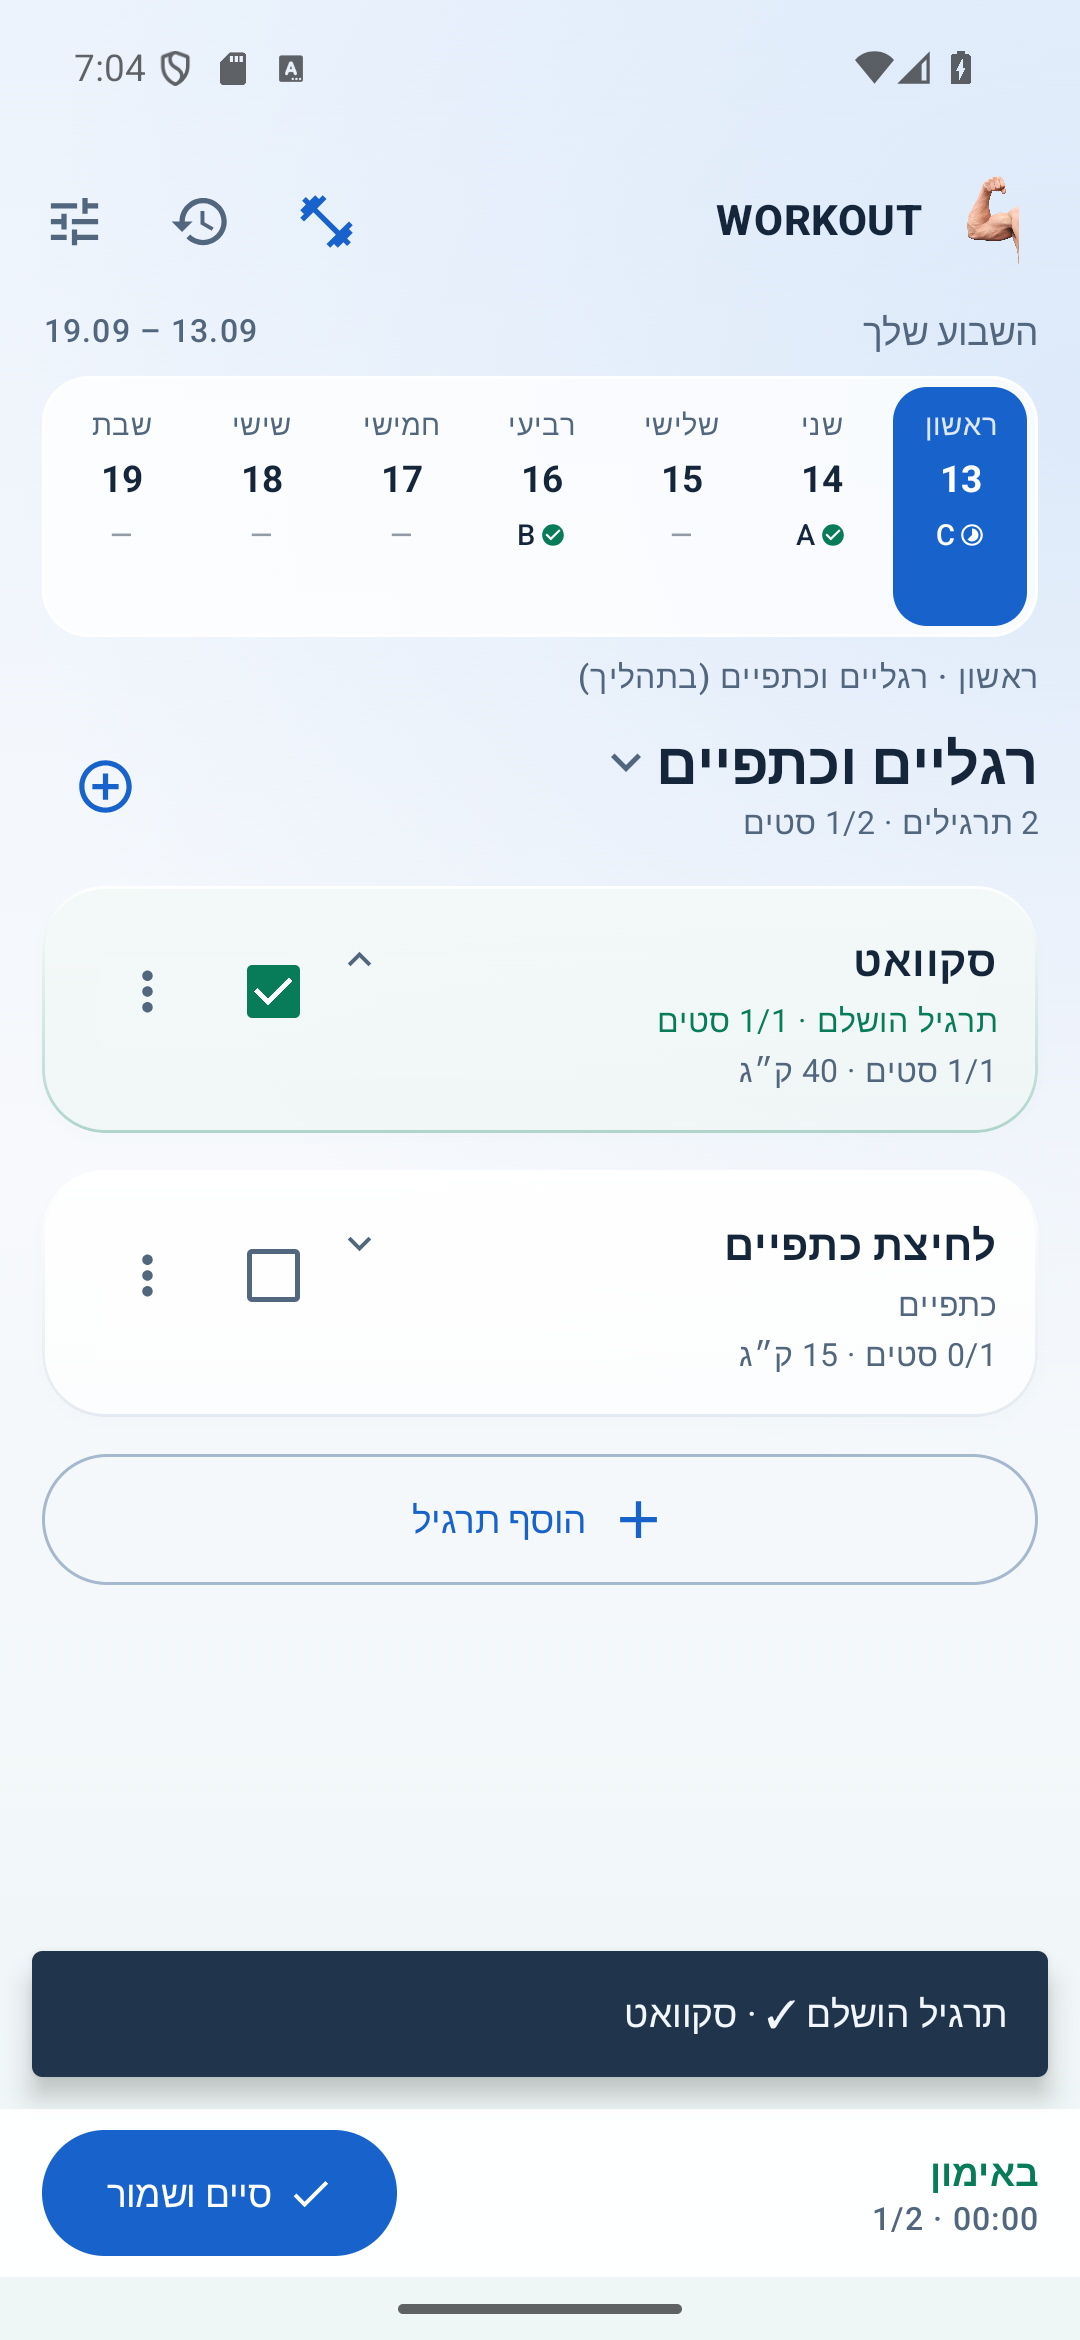 7:04
WORKOUT
השבוע שלך
13.09 – 19.09
ראשון שני שלישי רביעי חמישי שישי שבת
13 14 15 16 17 18 19
C A – B – – –
ראשון · רגליים וכתפיים (בתהליך)
רגליים וכתפיים
2 תרגילים · 1/2 סטים
סקוואט
תרגיל הושלם · 1/1 סטים
1/1 סטים · 40 ק״ג
לחיצת כתפיים
כתפיים
0/1 סטים · 15 ק״ג
הוסף תרגיל
תרגיל הושלם ✓ · סקוואט
באימון
00:00 · 1/2
סיים ושמור